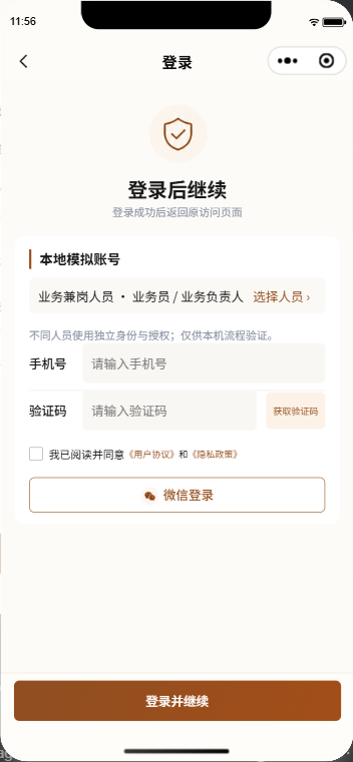 11:56
登录
登录后继续
登录成功后返回原访问页面
本地模拟账号
业务兼岗人员 · 业务员 / 业务负责人 选择人员 ›
不同人员使用独立身份与授权；仅供本机流程验证。
手机号 请输入手机号
验证码 请输入验证码 获取验证码
我已阅读并同意《用户协议》和《隐私政策》
微信登录
登录并继续